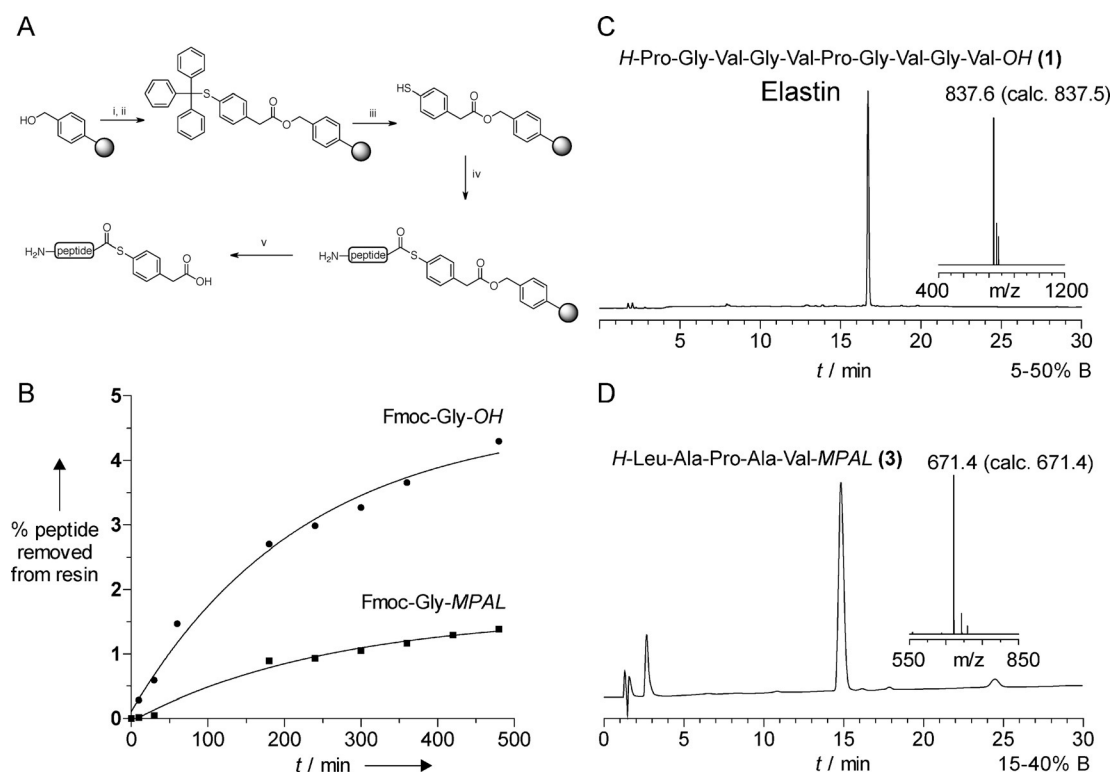 A
HO
i, ii
S
O
O
iii
HS
O
O
iv
H₂N
peptide
O
S
O
O
v
H₂N
peptide
O
S
O
OH
B
5
4
3
2
1
0
0
100
200
300
400
500
% peptide
removed
from resin
t / min
Fmoc-Gly-OH
Fmoc-Gly-MPAL
C
H-Pro-Gly-Val-Gly-Val-Pro-Gly-Val-Gly-Val-OH (1)
Elastin
837.6 (calc. 837.5)
400
m/z
1200
5
10
15
20
25
30
t / min
5-50% B
D
H-Leu-Ala-Pro-Ala-Val-MPAL (3)
671.4 (calc. 671.4)
550
m/z
850
0
5
10
15
20
25
30
t / min
15-40% B